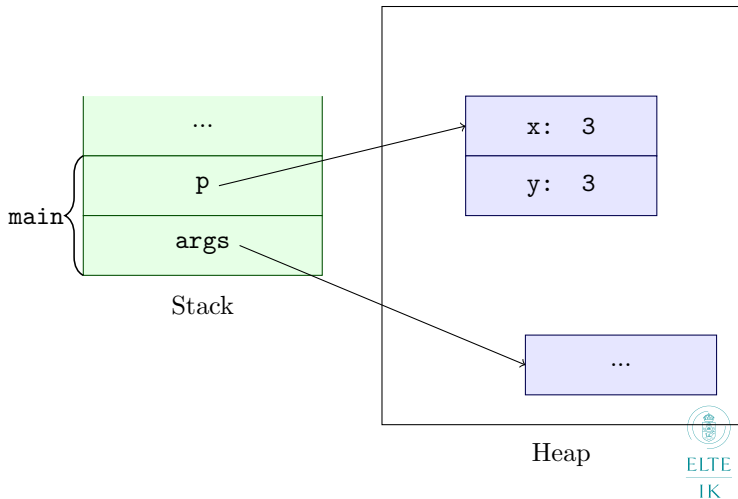 ...
x: 3
p
y: 3
main
args
Stack
...
Heap
ELTE
IK